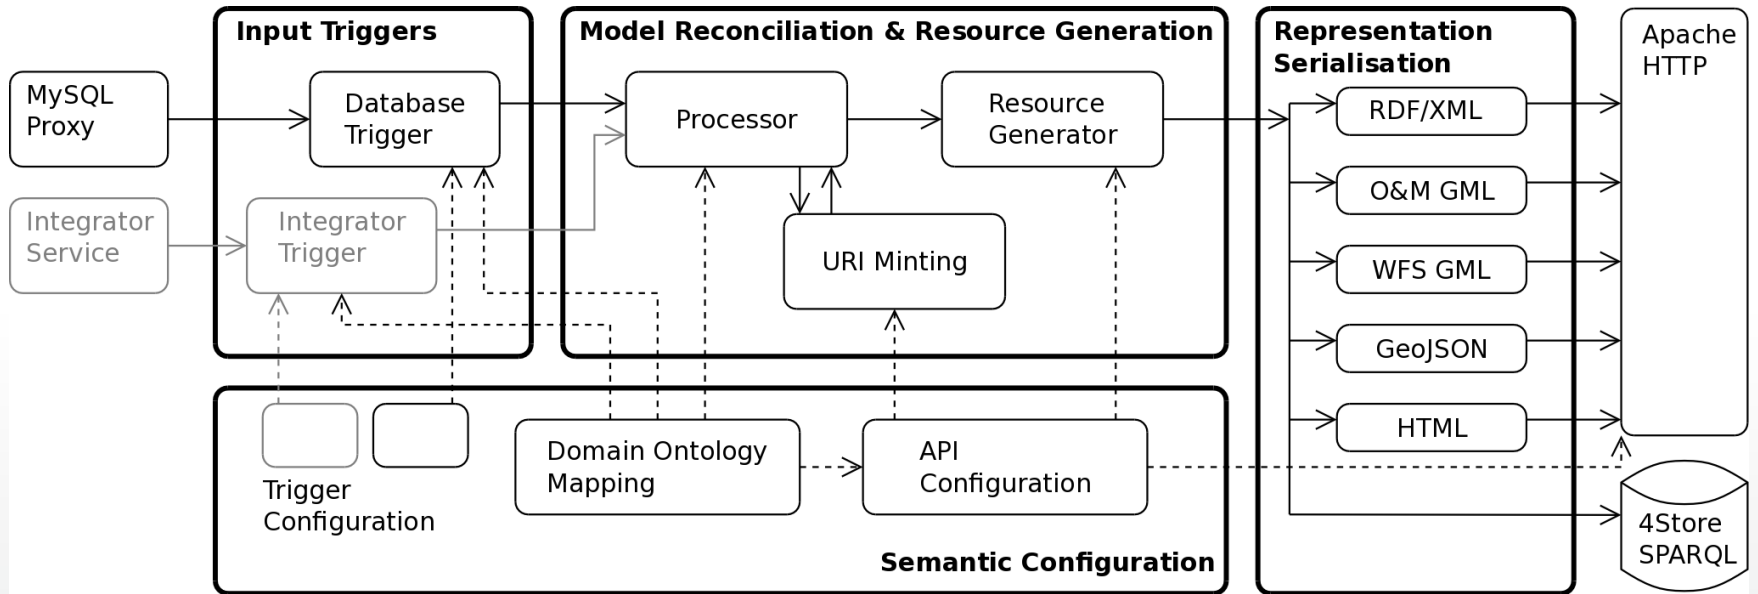 Input Triggers
Model Reconciliation & Resource Generation
Representation
Serialisation
Apache
HTTP
MySQL
Proxy
Database
Trigger
Processor
Resource
Generator
RDF/XML
O&M GML
Integrator
Service
Integrator
Trigger
URI Minting
WFS GML
GeoJSON
HTML
Domain Ontology
Mapping
API
Configuration
Trigger
Configuration
4Store
SPARQL
Semantic Configuration